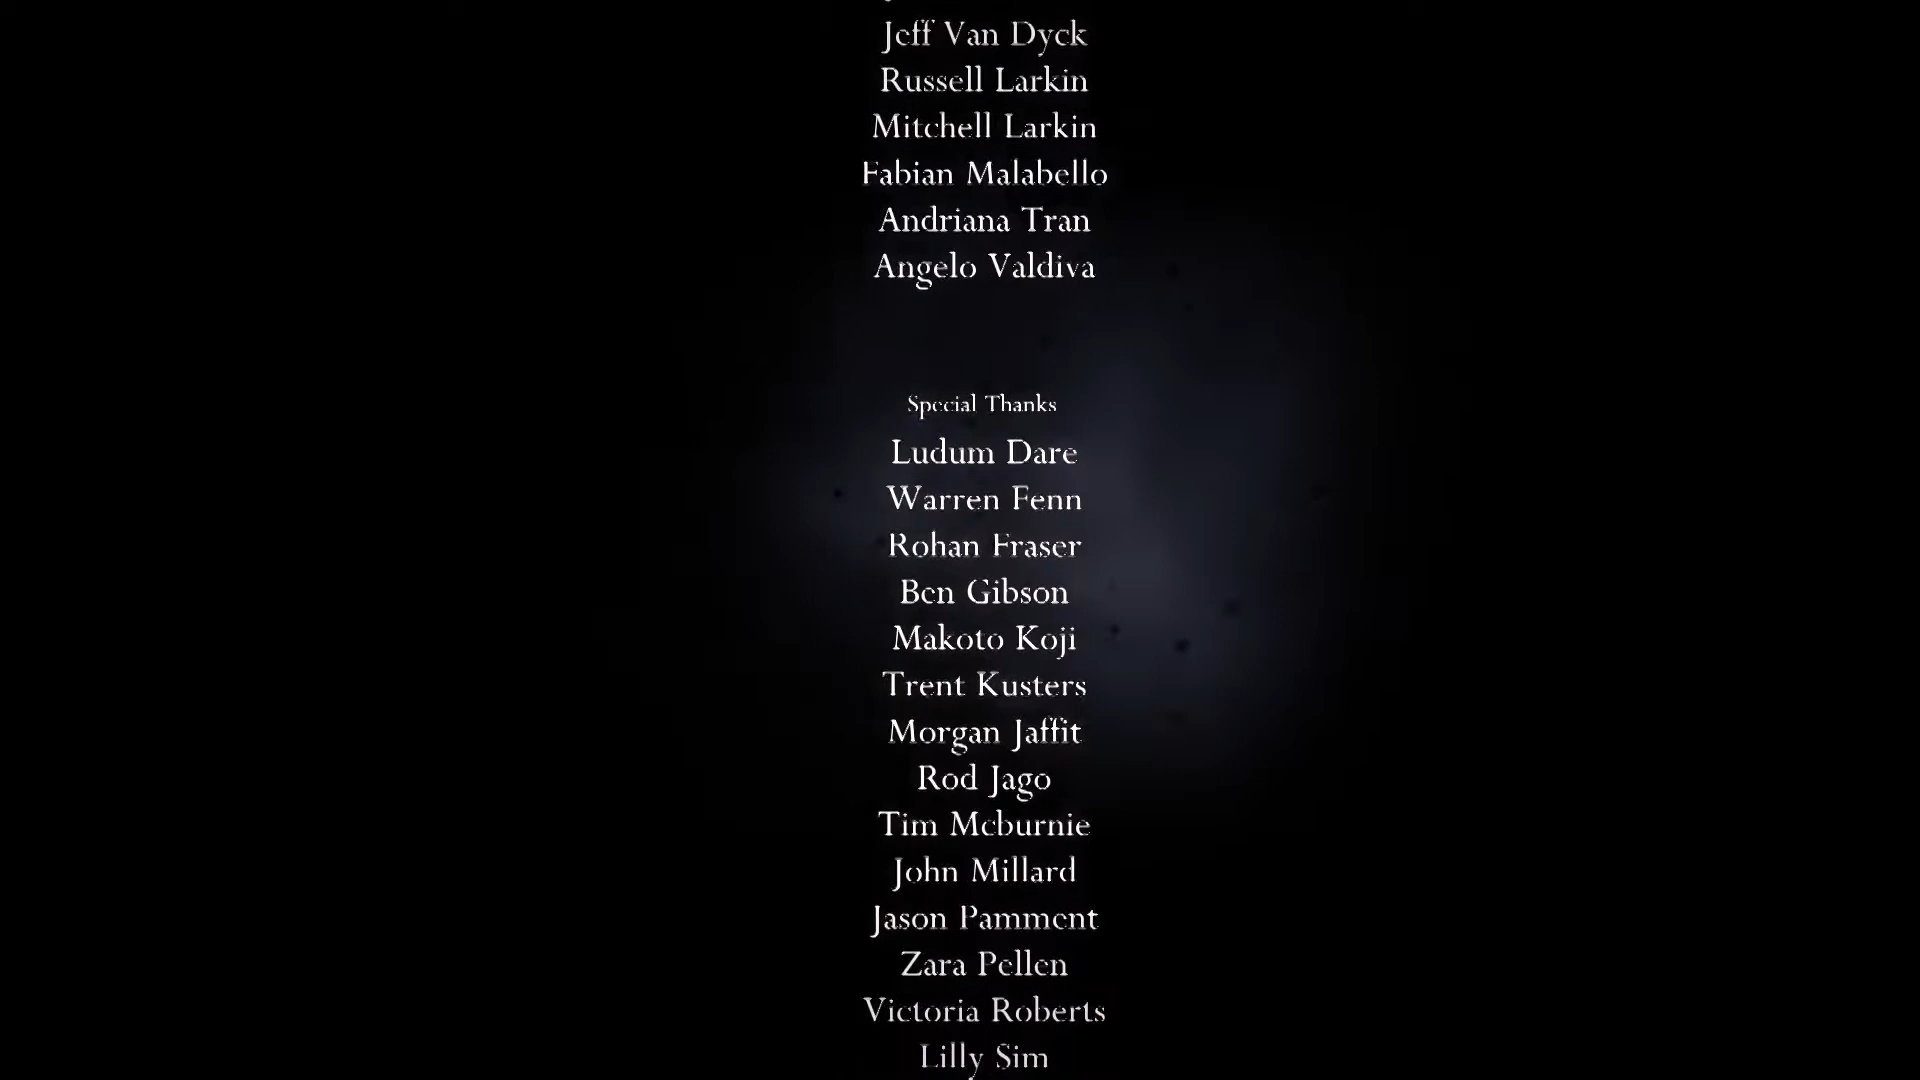 Jeff Van Dyck
Russell Larkin
Mitchell Larkin
Fabian Malabello
Andriana Tran
Angelo Valdiva
Special Thanks
Ludum Dare
Warren Fenn
Rohan Fraser
Ben Gibson
Makoto Koji
Trent Kusters
Morgan Jaffit
Rod Jago
Tim Mcburnie
John Millard
Jason Pamment
Zara Pellen
Victoria Roberts
Lilly Sim